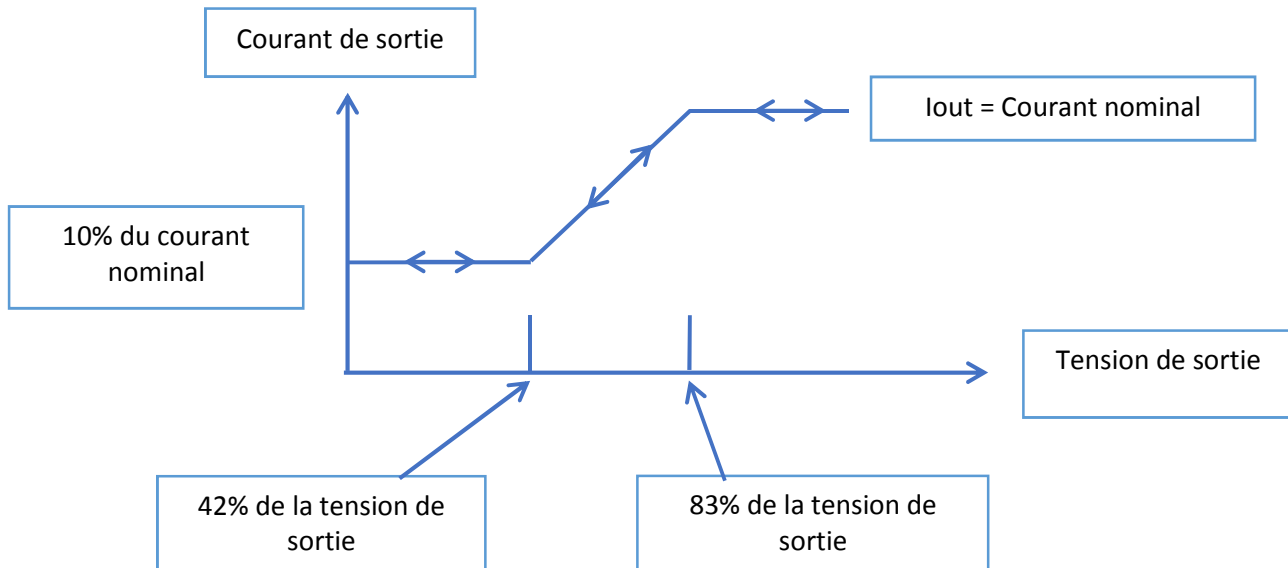 Courant de sortie
Iout = Courant nominal
10% du courant
nominal
Tension de sortie
42% de la tension de
sortie
83% de la tension de
sortie